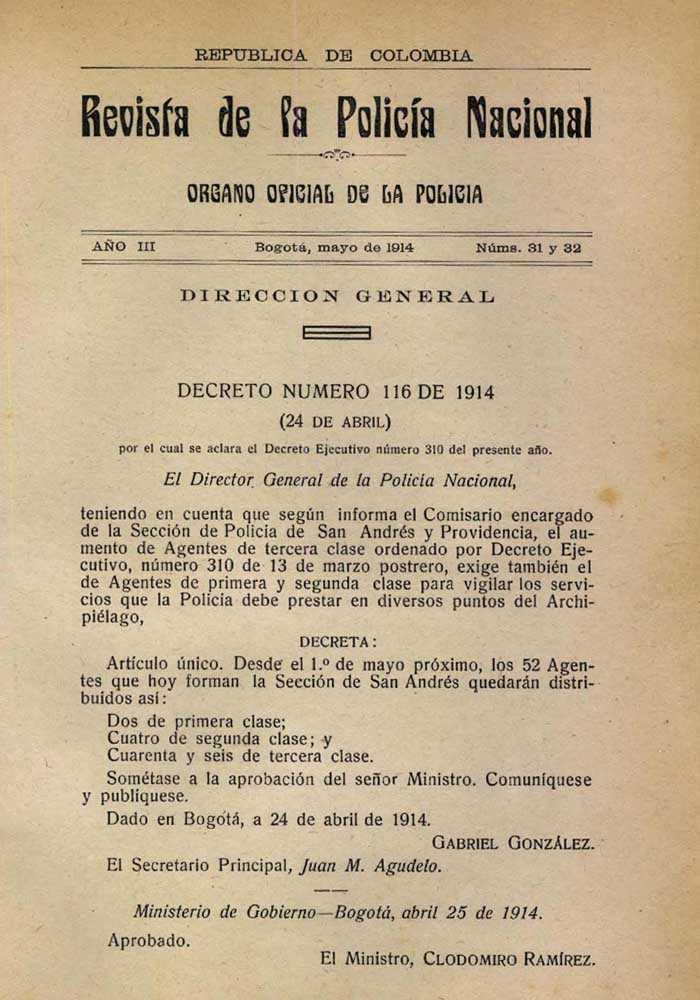 REPUBLICA DE COLOMBIA
Revista de la Policía Nacional
ORGANO OFICIAL DE LA POLICIA
AÑO III Bogotá, mayo de 1914 Núms. 31 y 32
DIRECCION GENERAL
DECRETO NUMERO 116 DE 1914
(24 DE ABRIL)
por el cual se aclara el Decreto Ejecutivo número 310 del presente año.
El Director General de la Policía Nacional,
teniendo en cuenta que según informa el Comisario encargado
de la Sección de Policía de San Andrés y Providencia, el au-
mento de Agentes de tercera clase ordenado por Decreto Eje-
cutivo, número 310 de 13 de marzo postrero, exige también el
de Agentes de primera y segunda clase para vigilar los servi-
cios que la Policía debe prestar en diversos puntos del Archi-
piélago,
DECRETA:
Artículo único. Desde el 1.º de mayo próximo, los 52 Agen-
tes que hoy forman la Sección de San Andrés quedarán distri-
buidos así:
Dos de primera clase;
Cuatro de segunda clase; y
Cuarenta y seis de tercera clase.
Sométase a la aprobación del señor Ministro. Comuníquese
y publíquese.
Dado en Bogotá, a 24 de abril de 1914.
GABRIEL GONZÁLEZ.
El Secretario Principal, Juan M. Agudelo.
Ministerio de Gobierno—Bogotá, abril 25 de 1914.
Aprobado.
El Ministro, CLODOMIRO RAMÍREZ.